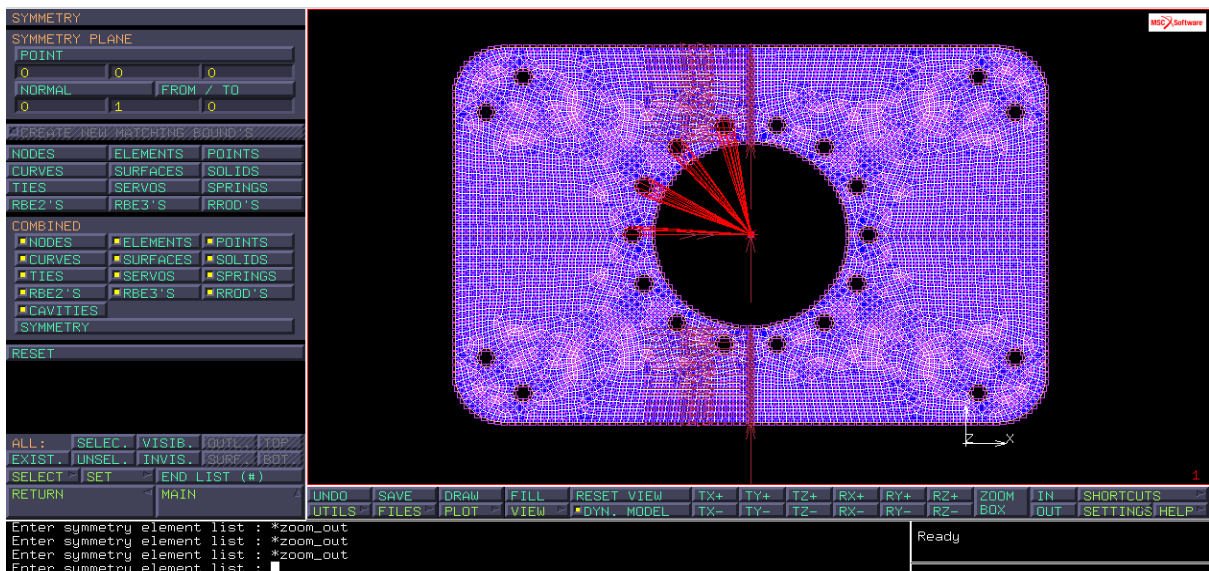 SYMMETRY
SYMMETRY PLANE
POINT
0 0 0
NORMAL FROM / TO
0 1 0
CREATE NEW MATCHING BOUND'S
NODES ELEMENTS POINTS
CURVES SURFACES SOLIDS
TIES SERVOS SPRINGS
RBE2'S RBE3'S RROD'S
COMBINED
NODES ELEMENTS POINTS
CURVES SURFACES SOLIDS
TIES SERVO SPRINGS
RBE2'S RBE3'S RROD'S
CAVITIES
SYMMETRY
RESET
ALL: SELEC. VISIB. OUTL. TOP
EXIST. UNSEL. INVIS. SURF. BOT.
SELECT SET END LIST (#)
RETURN MAIN
MSC Software
Z X
1
UNDO SAVE DRAW FILL RESET VIEW TX+ TY+ TZ+ RX+ RY+ RZ+ ZOOM IN SHORTCUTS
UTILS FILES PLOT VIEW DYN. MODEL TX- TY- TZ- RX- RY- RZ- BOX OUT SETTINGS HELP
Enter symmetry element list : *zoom_out
Enter symmetry element list : *zoom_out
Enter symmetry element list : *zoom_out
Enter symmetry element list :
Ready